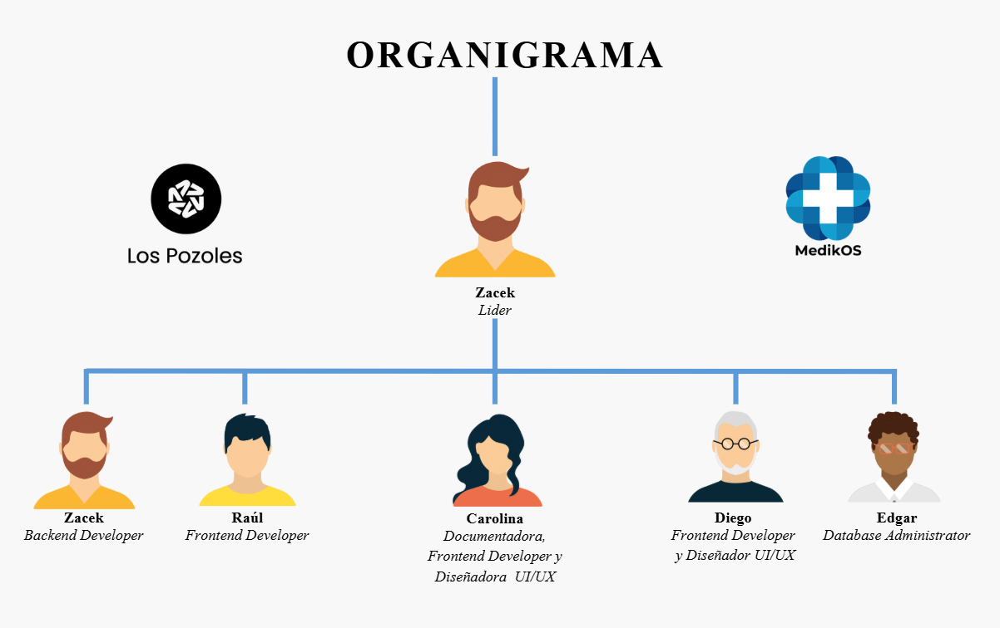 ORGANIGRAMA
Los Pozoles
MedikOS
Zacek
Lider
Zacek
Backend Developer
Raúl
Frontend Developer
Carolina
Documentadora,
Frontend Developer y
Diseñadora UI/UX
Diego
Frontend Developer
y Diseñador UI/UX
Edgar
Database Administrator